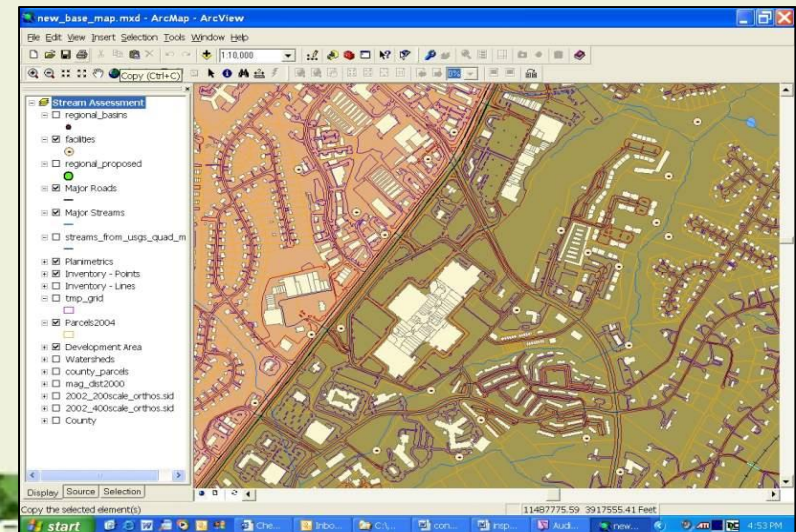 new_base_map.mxd - ArcMap - ArcView
File Edit View Insert Selection Tools Window Help
1:10,000
Copy (Ctrl+C)
0%
Stream Assessment
regional_basins
facilities
regional_proposed
Major Roads
Major Streams
streams_from_usgs_quad_m
Planimetrics
Inventory - Points
Inventory - Lines
tmp_grid
Parcels2004
Development Area
Watersheds
county_parcels
mag_dist2000
2002_200scale_orthos.sid
2002_400scale_orthos.sid
County
Display Source Selection
Copy the selected element(s)
11487775.59 3917555.41 Feet
start
Che...
Inbo...
C:\...
con...
insp...
Audi...
new...
4:53 PM